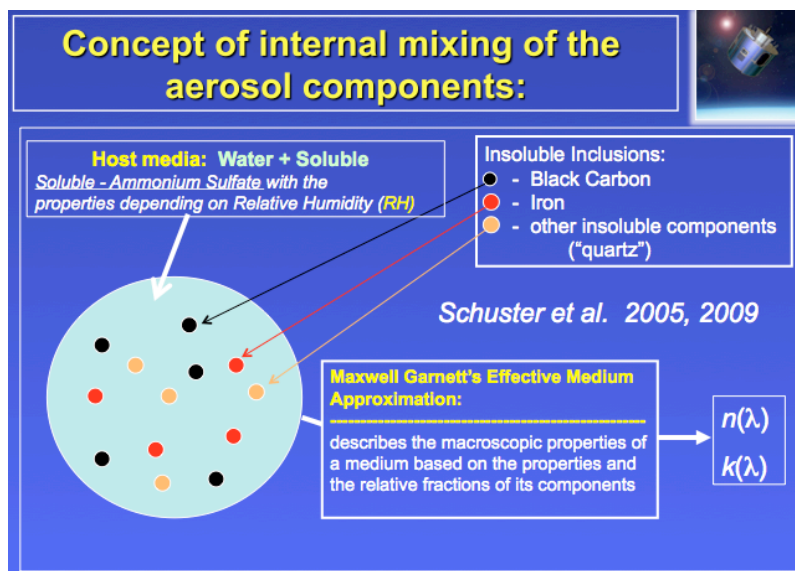 Concept of internal mixing of the
aerosol components:
Host media: Water + Soluble
Soluble - Ammonium Sulfate with the
properties depending on Relative Humidity (RH)
Insoluble Inclusions:
- Black Carbon
- Iron
- other insoluble components
("quartz")
Schuster et al. 2005, 2009
Maxwell Garnett's Effective Medium
Approximation:
------------------------------------------------------------
describes the macroscopic properties of
a medium based on the properties and
the relative fractions of its components
n(λ)
k(λ)